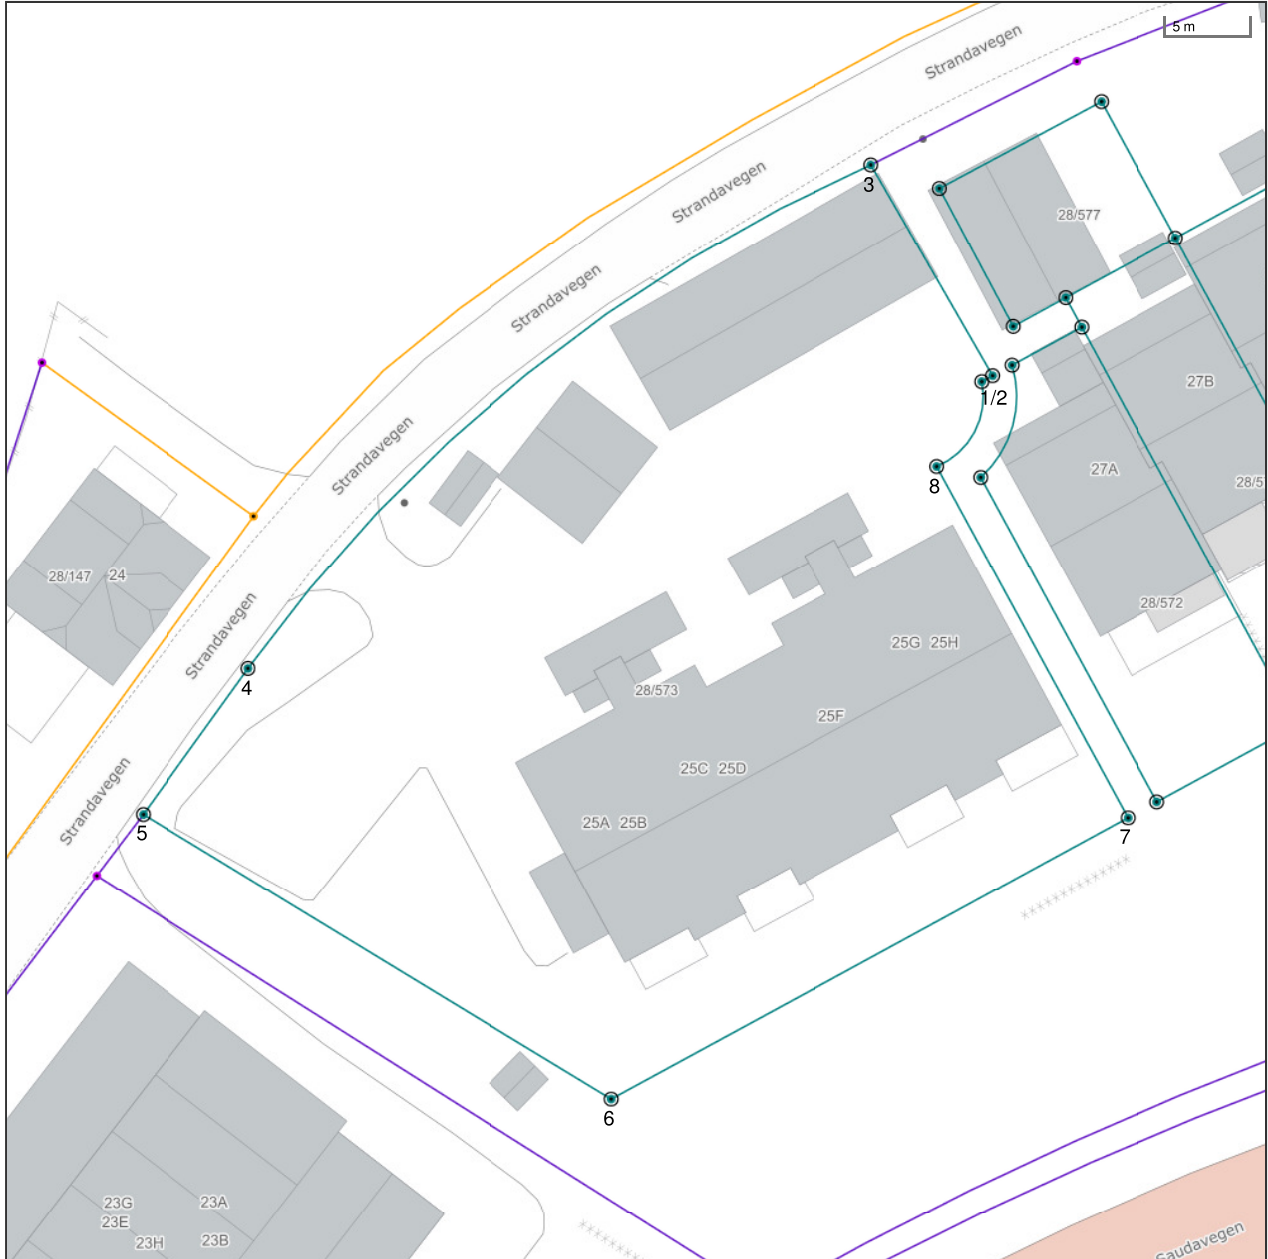 5 m
Strandavegen
3
Strandavegen
28/577
Strandavegen
27B
1/2
Strandavegen
27A
28/5
8
28/147 24
28/572
Strandavegen
25G 25H
4
28/573
25F
25C 25D
Strandavegen
25A 25B
5
7
6
23G
23A
23E
23H
23B
Saudavegen